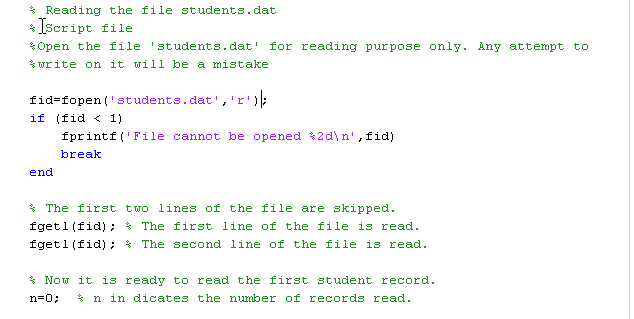 % Reading the file students.dat
% Script file
%Open the file 'students.dat' for reading purpose only. Any attempt to
%write on it will be a mistake
fid=fopen('students.dat','r');
if (fid < 1)
fprintf('File cannot be opened %2d\n',fid)
break
end
% The first two lines of the file are skipped.
fgetl(fid); % The first line of the file is read.
fgetl(fid); % The second line of the file is read.
% Now it is ready to read the first student record.
n=0; % n in dicates the number of records read.